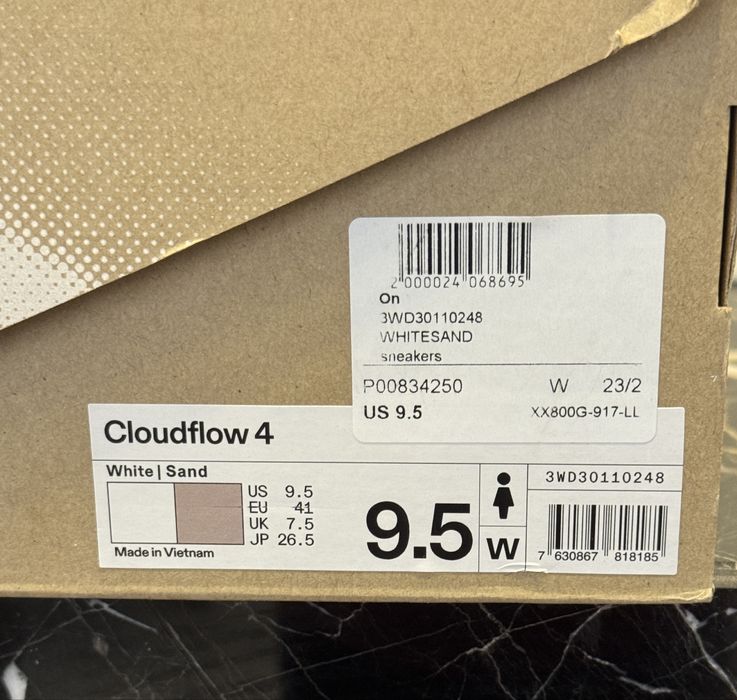 2 000024 068695
On
3WD30110248
WHITESAND
sneakers
P00834250 W 23/2
US 9.5 XX800G-917-LL
Cloudflow 4
White | Sand
US 9.5
EU 41
UK 7.5
JP 26.5
Made in Vietnam
9.5
W
3WD30110248
7 630867 818185